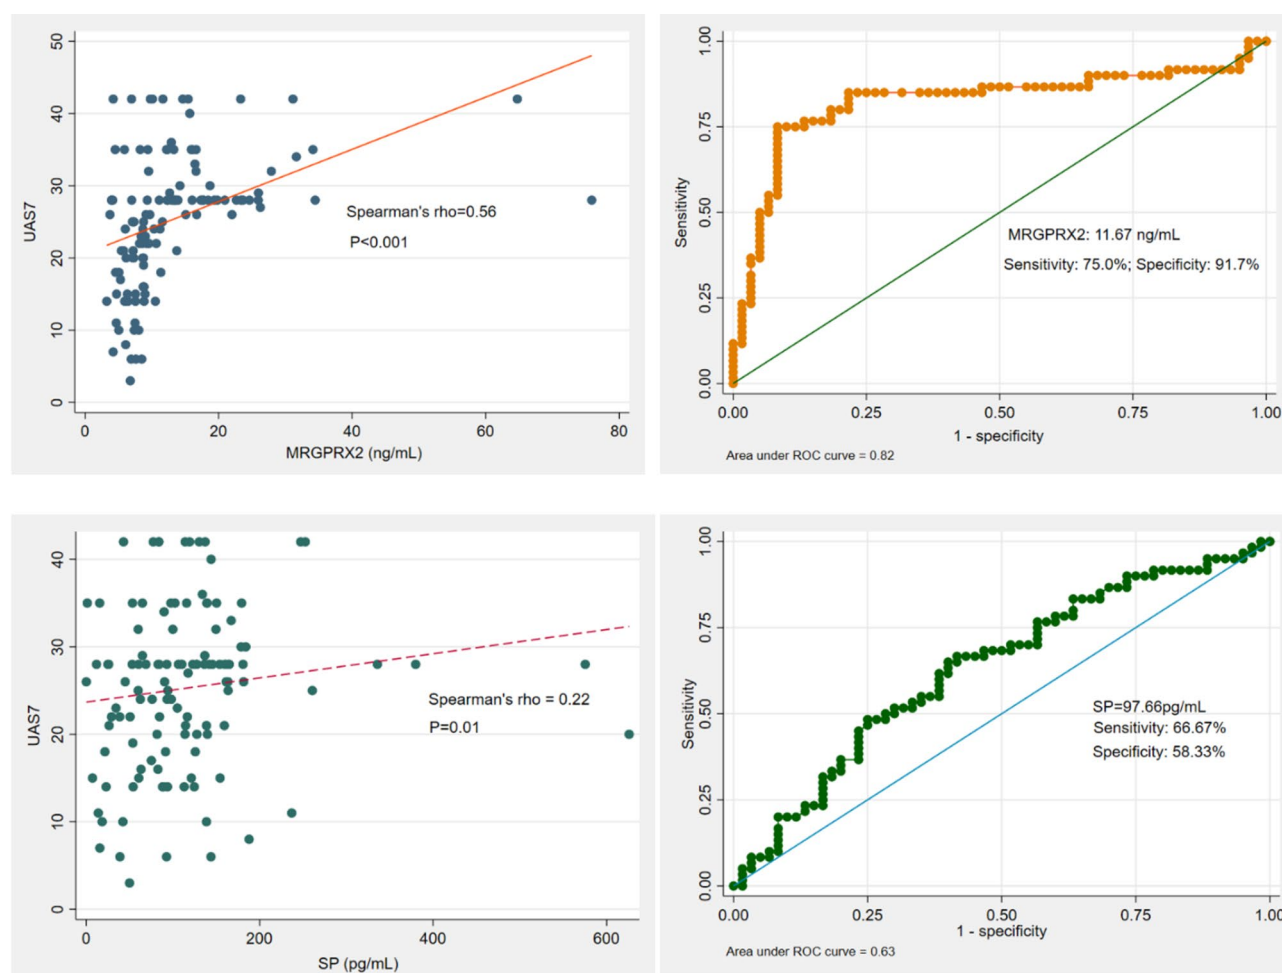 50
40
30
20
10
0
UAS7
Spearman's rho=0.56
P<0.001
0 20 40 60 80
MRGPRX2 (ng/mL)
1.00
0.75
0.50
0.25
0.00
Sensitivity
MRGPRX2: 11.67 ng/mL
Sensitivity: 75.0%; Specificity: 91.7%
0.00 0.25 0.50 0.75 1.00
1 - specificity
Area under ROC curve = 0.82
40
30
20
10
0
UAS7
Spearman's rho = 0.22
P=0.01
0 200 400 600
SP (pg/mL)
1.00
0.75
0.50
0.25
0.00
Sensitivity
SP=97.66pg/mL
Sensitivity: 66.67%
Specificity: 58.33%
0.00 0.25 0.50 0.75 1.00
1 - specificity
Area under ROC curve = 0.63